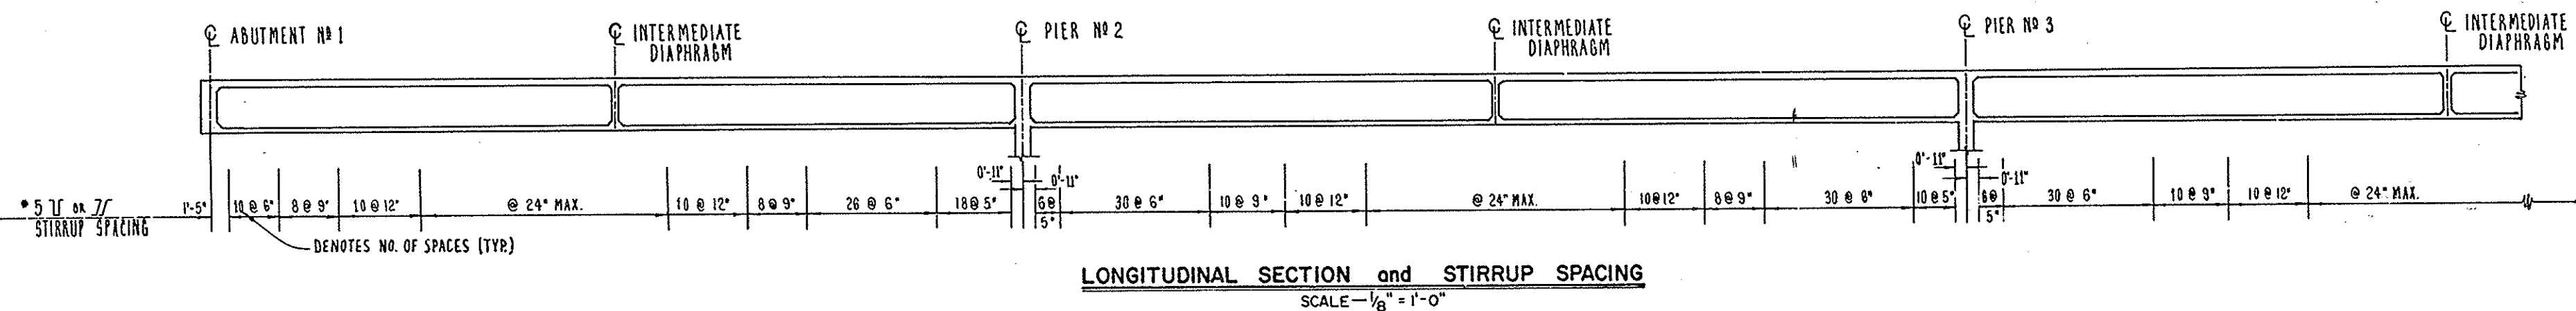 ℄ ABUTMENT Nº 1
℄ INTERMEDIATE
DIAPHRAGM
℄ PIER Nº 2
℄ INTERMEDIATE
DIAPHRAGM
℄ PIER Nº 3
℄ INTERMEDIATE
DIAPHRAGM
0'-11"
0'-11"
0'-11"
0'-11"
5 OR
STIRRUP SPACING
1'-5"
10 @ 6"
8 @ 9"
10 @ 12"
@ 24" MAX.
10 @ 12"
8 @ 9"
26 @ 6"
18 @ 5"
6 @
5"
30 @ 6"
10 @ 9"
10 @ 12"
@ 24" MAX.
10 @ 12"
8 @ 9"
30 @ 6"
10 @ 5"
6 @
5"
30 @ 6"
10 @ 9"
10 @ 12"
@ 24" MAX.
DENOTES NO. OF SPACES (TYP.)
LONGITUDINAL SECTION and STIRRUP SPACING
SCALE—1/8" = 1'-0"